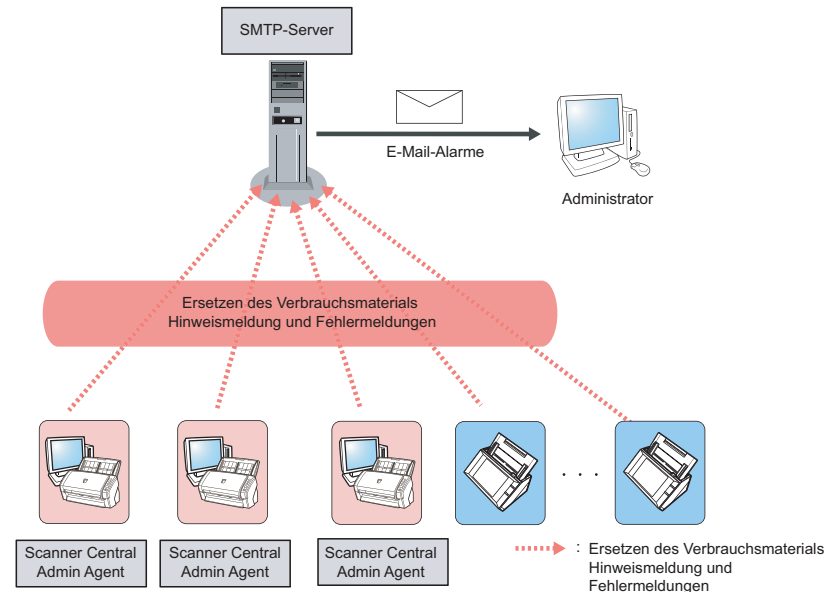 SMTP-Server
E-Mail-Alarme
Administrator
Ersetzen des Verbrauchsmaterials
Hinweismeldung und Fehlermeldungen
. . .
Scanner Central
Admin Agent
Scanner Central
Admin Agent
Scanner Central
Admin Agent
: Ersetzen des Verbrauchsmaterials
Hinweismeldung und
Fehlermeldungen